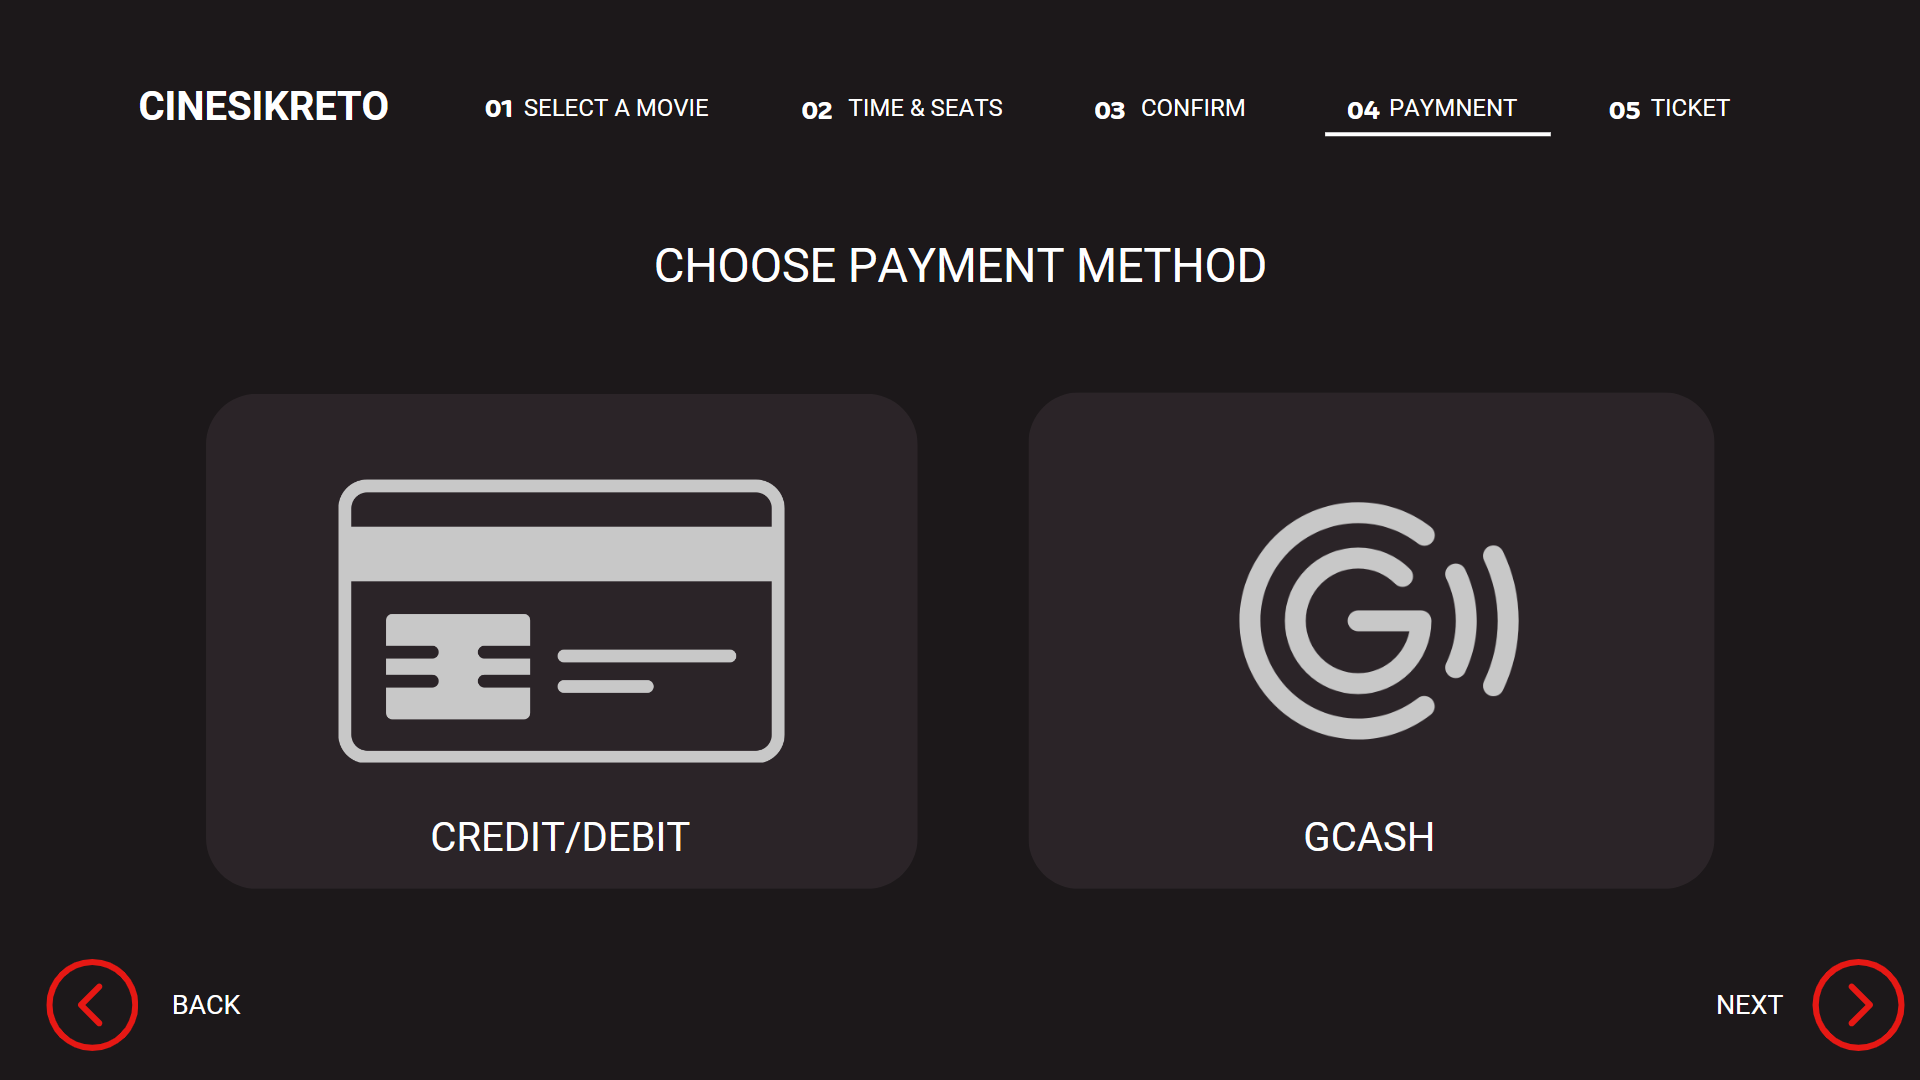 CINESIKRETO 01 SELECT A MOVIE 02 TIME & SEATS 03 CONFIRM 04 PAYMNENT 05 TICKET
CHOOSE PAYMENT METHOD
CREDIT/DEBIT GCASH
BACK NEXT